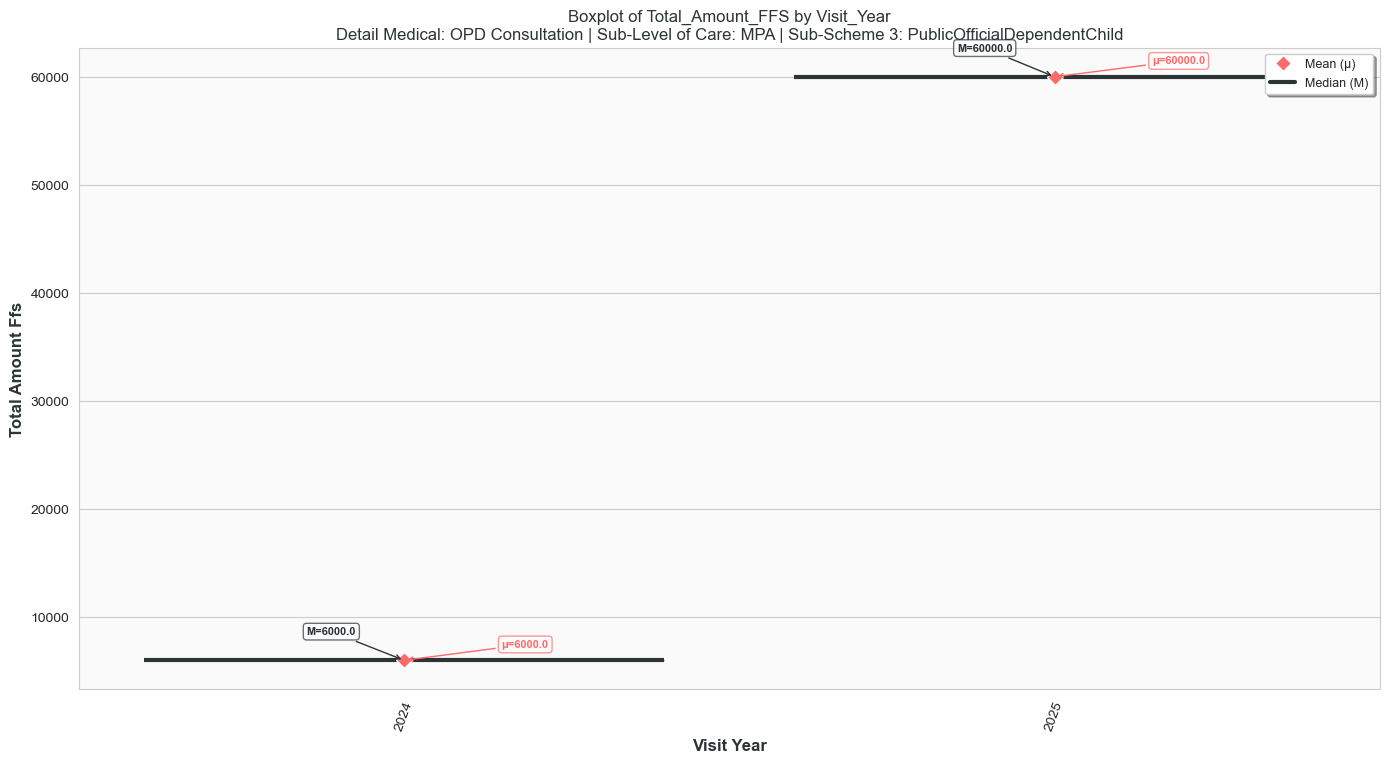 Boxplot of Total_Amount_FFS by Visit_Year
Detail Medical: OPD Consultation | Sub-Level of Care: MPA | Sub-Scheme 3: PublicOfficialDependentChild
M=60000.0
μ=60000.0
Mean (μ)
Median (M)
60000
50000
40000
30000
20000
10000
Total Amount Ffs
M=6000.0
μ=6000.0
2024
2025
Visit Year